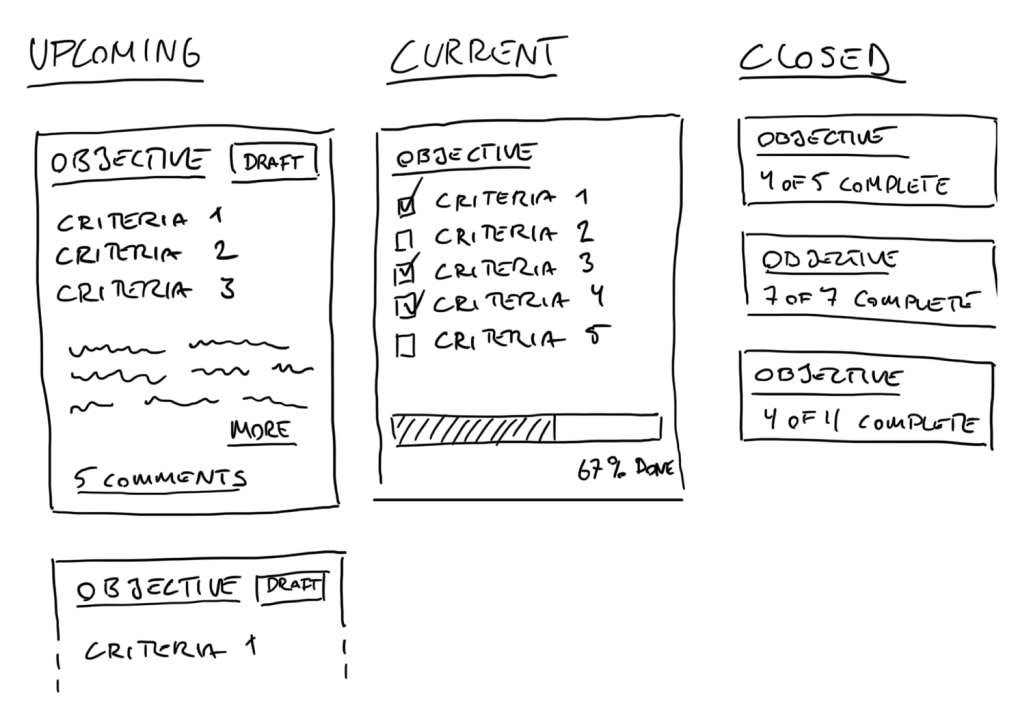 UPCOMING
OBJECTIVE DRAFT
CRITERIA 1
CRITERIA 2
CRITERIA 3
MORE
5 COMMENTS
OBJECTIVE DRAFT
CRITERIA 1
CURRENT
OBJECTIVE
CRITERIA 1
CRITERIA 2
CRITERIA 3
CRITERIA 4
CRITERIA 5
67% DONE
CLOSED
OBJECTIVE
4 OF 5 COMPLETE
OBJECTIVE
7 OF 7 COMPLETE
OBJECTIVE
4 OF 11 COMPLETE